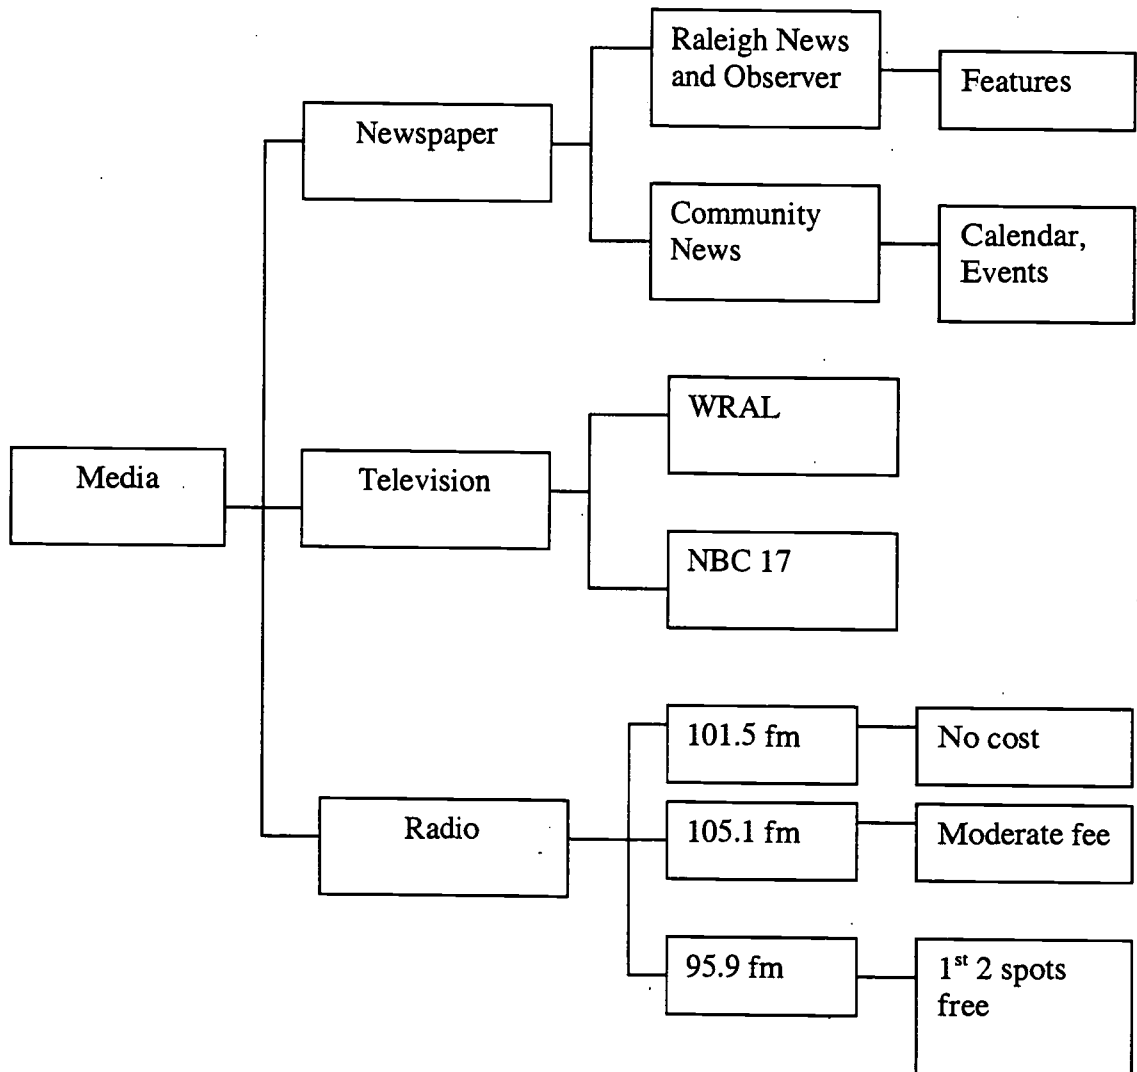 Raleigh News
and Observer
Features
Newspaper
Community
News
Calendar,
Events
WRAL
Media
Television
NBC 17
101.5 fm
No cost
Radio
105.1 fm
Moderate fee
95.9 fm
1st 2 spots
free